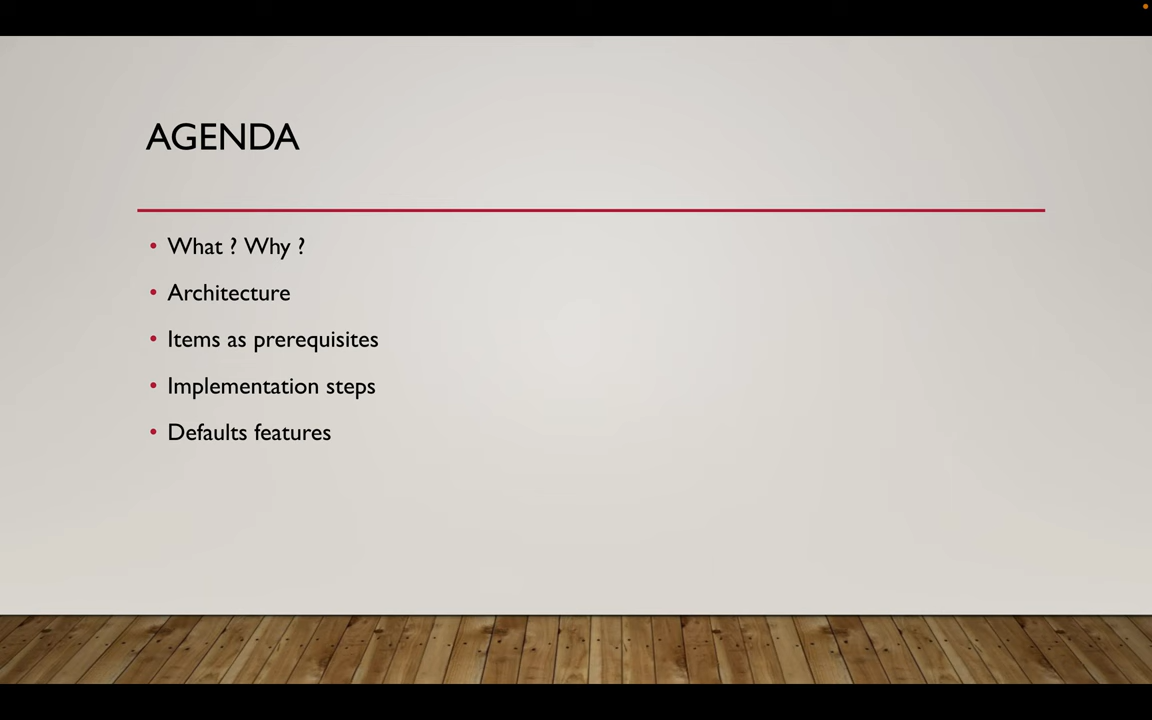 AGENDA
• What ? Why ?
• Architecture
• Items as prerequisites
• Implementation steps
• Defaults features